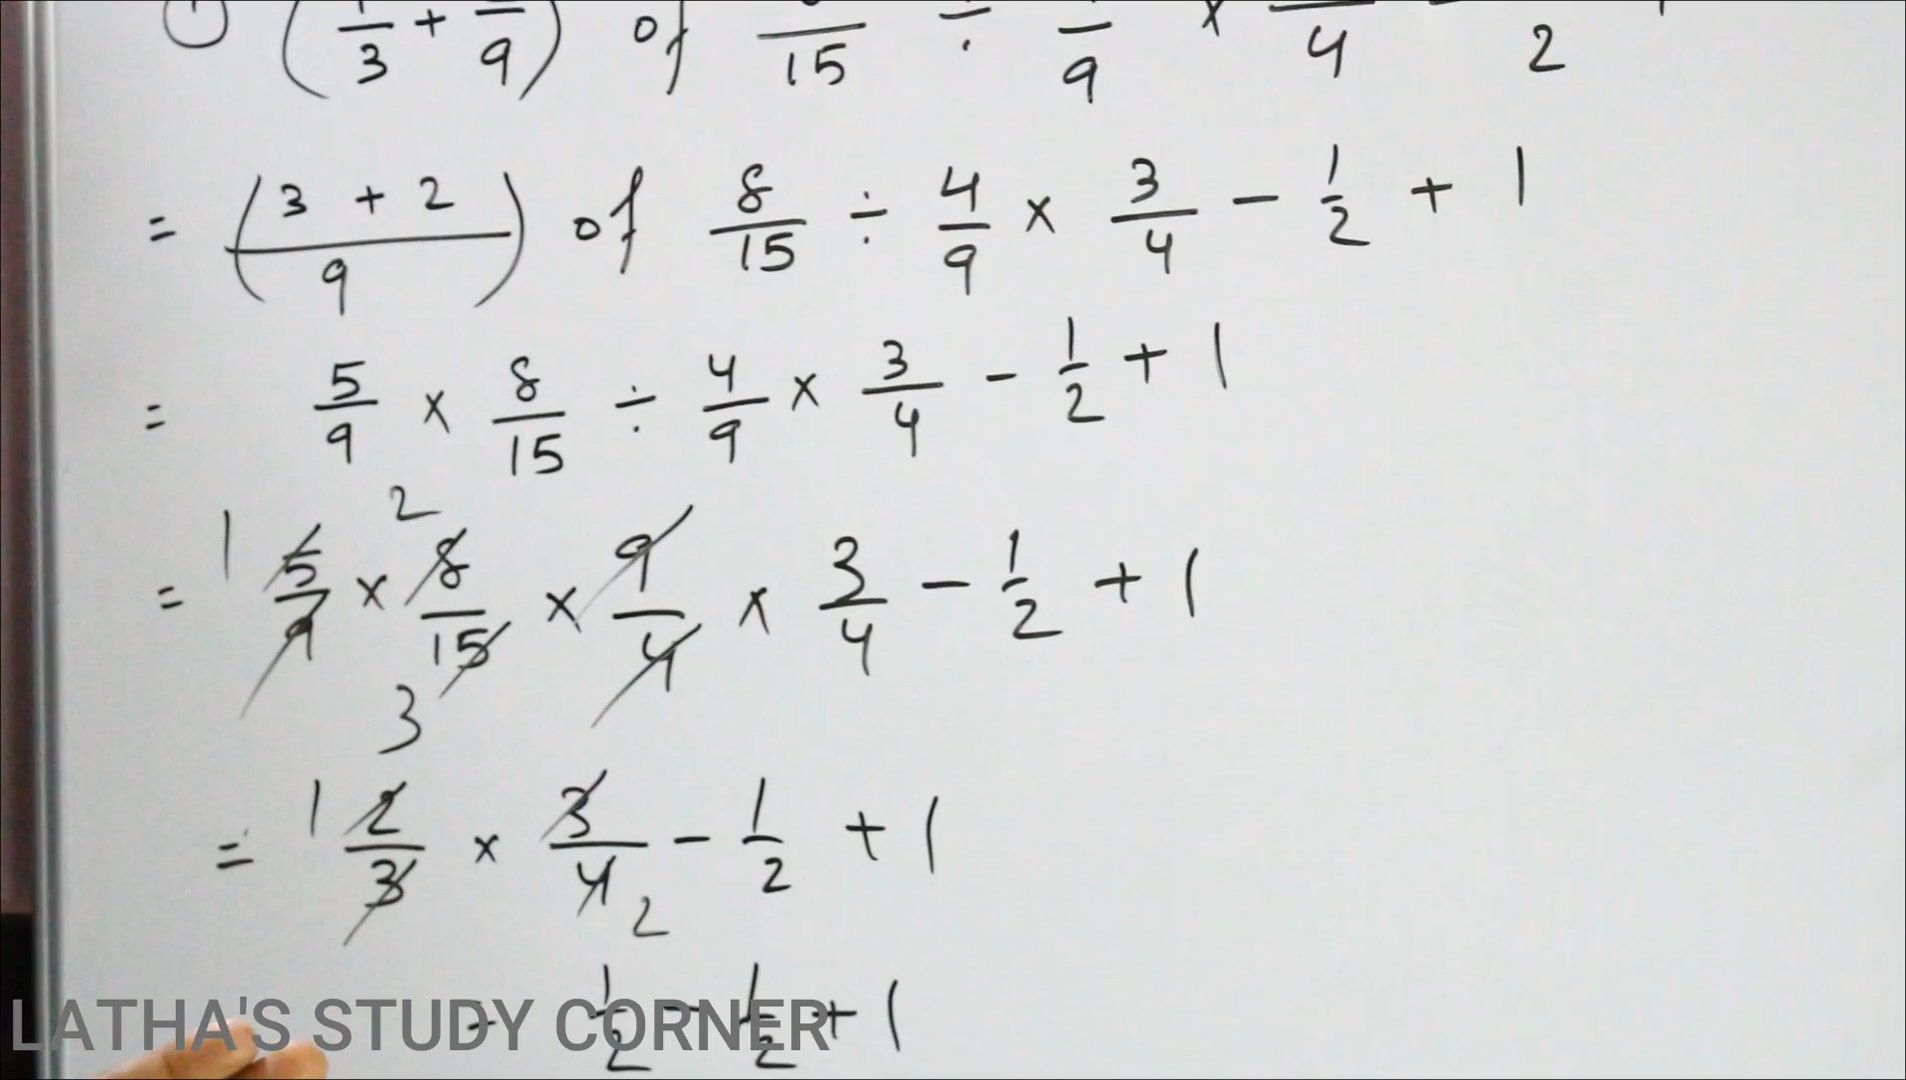 ① (1/3 + /9) of /15 ÷ /9 × /4 − /2
= ((3 + 2)/9) of 8/15 ÷ 4/9 × 3/4 − 1/2 + 1
= 5/9 × 8/15 ÷ 4/9 × 3/4 − 1/2 + 1
= 1 5/9 × 2 8/15 3 × 9/4 × 3/4 − 1/2 + 1
= 1 2/3 × 3/4 2 − 1/2 + 1
= 1/2 − 1/2 + 1
LATHA'S STUDY CORNER